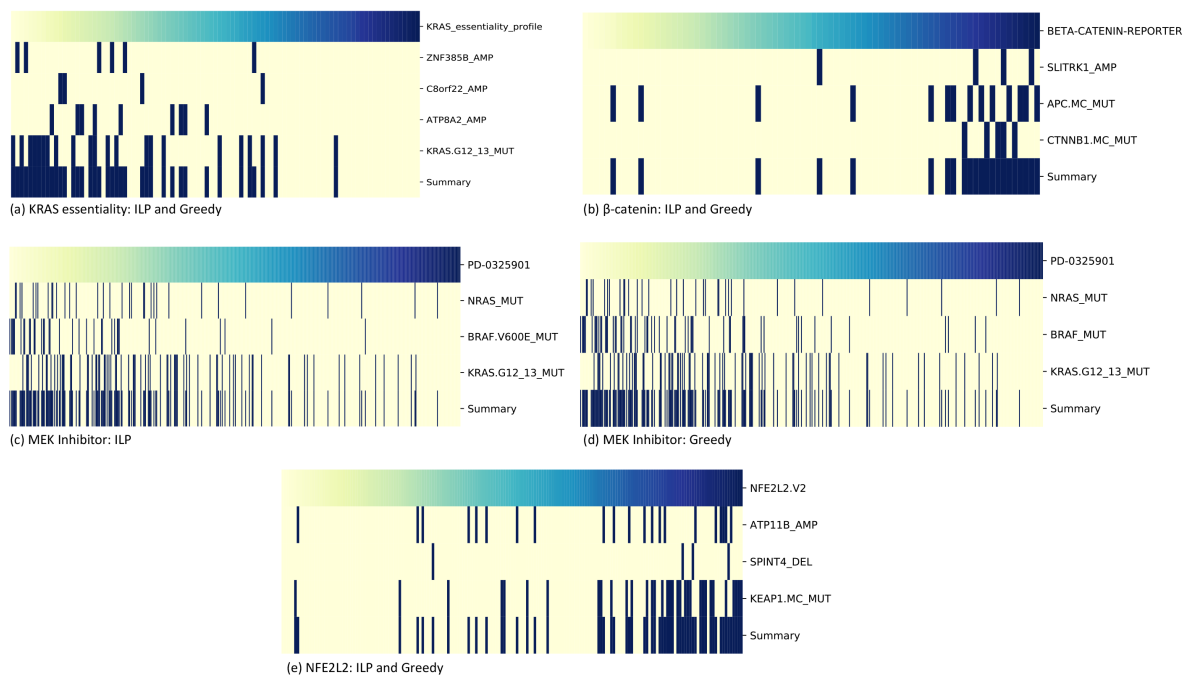 KRAS_essentiality_profile
ZNF385B_AMP
C8orf22_AMP
ATP8A2_AMP
KRAS.G12_13_MUT
Summary
(a) KRAS essentiality: ILP and Greedy
BETA-CATENIN-REPORTER
SLITRK1_AMP
APC.MC_MUT
CTNNB1.MC_MUT
Summary
(b) β-catenin: ILP and Greedy
PD-0325901
NRAS_MUT
BRAF.V600E_MUT
KRAS.G12_13_MUT
Summary
(c) MEK Inhibitor: ILP
PD-0325901
NRAS_MUT
BRAF_MUT
KRAS.G12_13_MUT
Summary
(d) MEK Inhibitor: Greedy
NFE2L2.V2
ATP11B_AMP
SPINT4_DEL
KEAP1.MC_MUT
Summary
(e) NFE2L2: ILP and Greedy